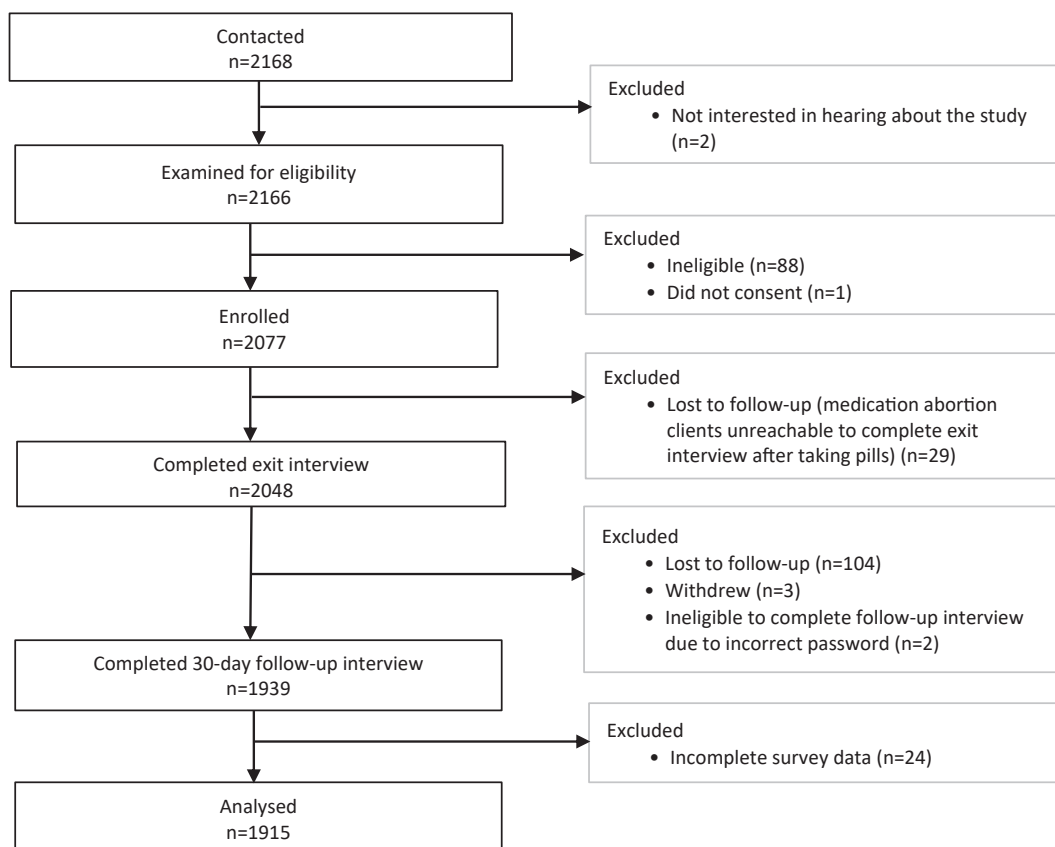 Contacted
n=2168
Excluded
• Not interested in hearing about the study
(n=2)
Examined for eligibility
n=2166
Excluded
• Ineligible (n=88)
• Did not consent (n=1)
Enrolled
n=2077
Excluded
• Lost to follow-up (medication abortion
clients unreachable to complete exit
interview after taking pills) (n=29)
Completed exit interview
n=2048
Excluded
• Lost to follow-up (n=104)
• Withdrew (n=3)
• Ineligible to complete follow-up interview
due to incorrect password (n=2)
Completed 30-day follow-up interview
n=1939
Excluded
• Incomplete survey data (n=24)
Analysed
n=1915